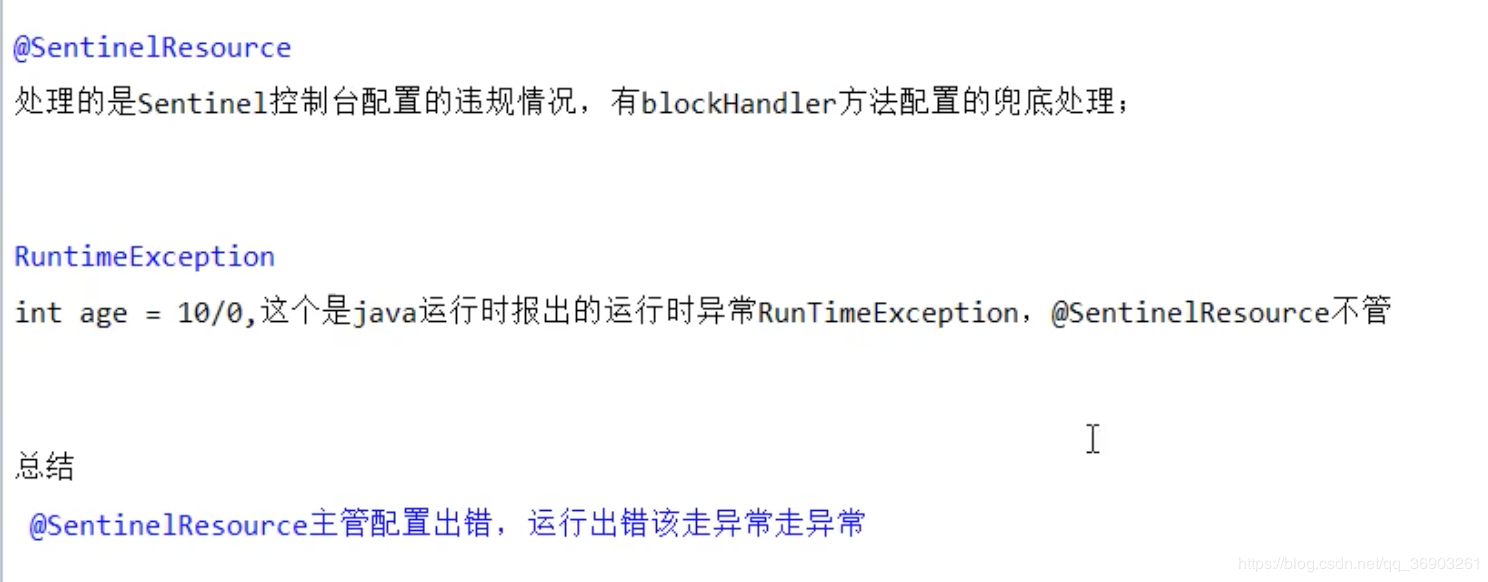 @SentinelResource
处理的是Sentinel控制台配置的违规情况，有blockHandler方法配置的兜底处理；
RuntimeException
int age = 10/0,这个是java运行时报出的运行时异常RunTimeException，@SentinelResource不管
总结
@SentinelResource主管配置出错，运行出错该走异常走异常
https://blog.csdn.net/qq_36903261